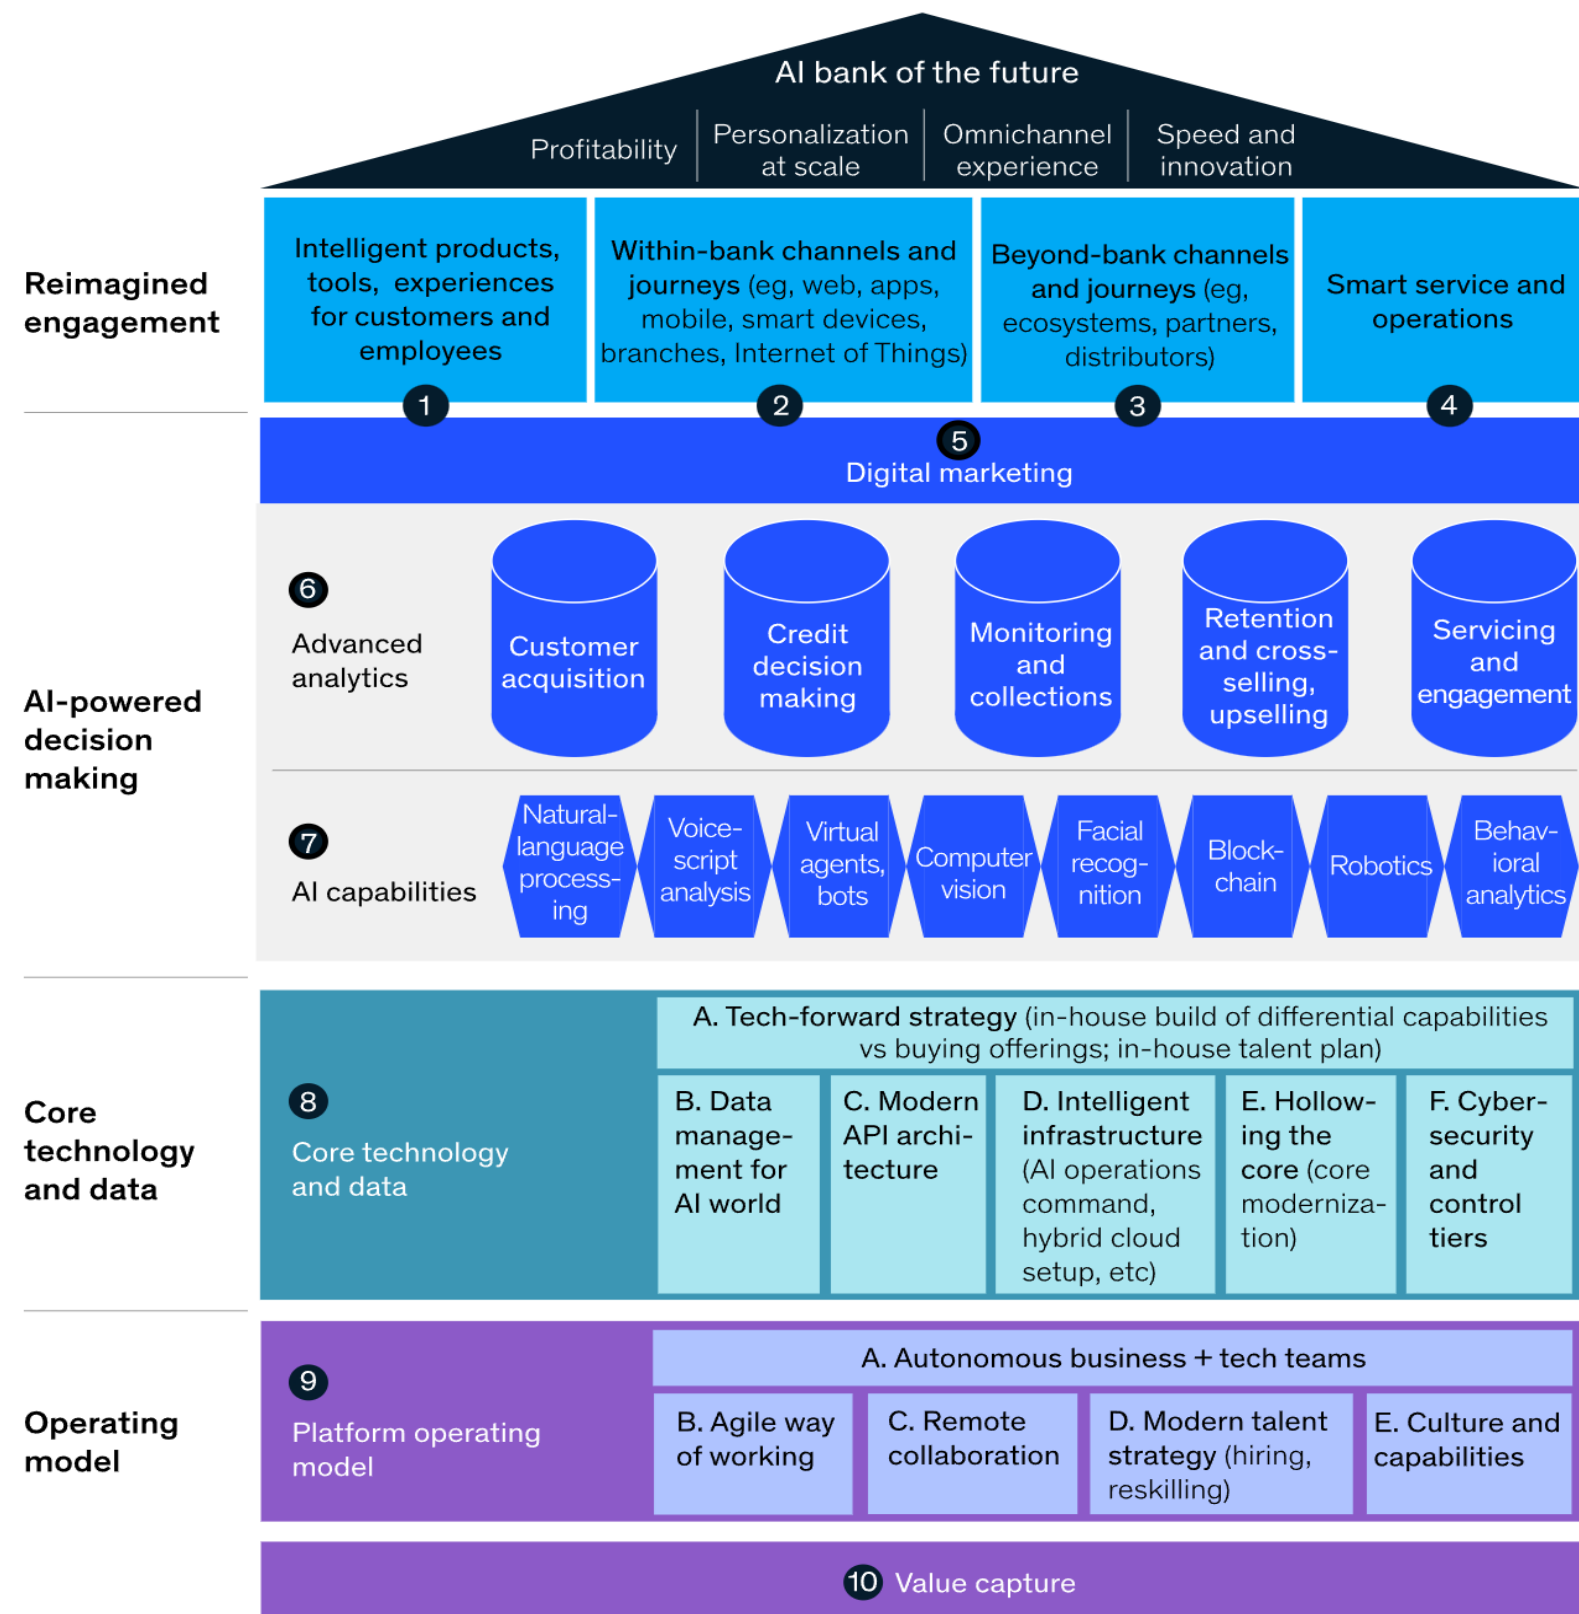 AI bank of the future
Profitability
Personalization
at scale
Omnichannel
experience
Speed and
innovation
Reimagined
engagement
Intelligent products,
tools, experiences
for customers and
employees
1
Within-bank channels and
journeys (eg, web, apps,
mobile, smart devices,
branches, Internet of Things)
2
Beyond-bank channels
and journeys (eg,
ecosystems, partners,
distributors)
3
Smart service and
operations
4
AI-powered
decision
making
5
Digital marketing
6
Advanced
analytics
Customer
acquisition
Credit
decision
making
Monitoring
and
collections
Retention
and cross-
selling,
upselling
Servicing
and
engagement
7
AI capabilities
Natural-
language
process-
ing
Voice-
script
analysis
Virtual
agents,
bots
Computer
vision
Facial
recog-
nition
Block-
chain
Robotics
Behav-
ioral
analytics
Core
technology
and data
8
Core technology
and data
A. Tech-forward strategy (in-house build of differential capabilities
vs buying offerings; in-house talent plan)
B. Data
manage-
ment for
AI world
C. Modern
API archi-
tecture
D. Intelligent
infrastructure
(AI operations
command,
hybrid cloud
setup, etc)
E. Hollow-
ing the
core (core
moderniza-
tion)
F. Cyber-
security
and
control
tiers
Operating
model
9
Platform operating
model
A. Autonomous business + tech teams
B. Agile way
of working
C. Remote
collaboration
D. Modern talent
strategy (hiring,
reskilling)
E. Culture and
capabilities
10 Value capture